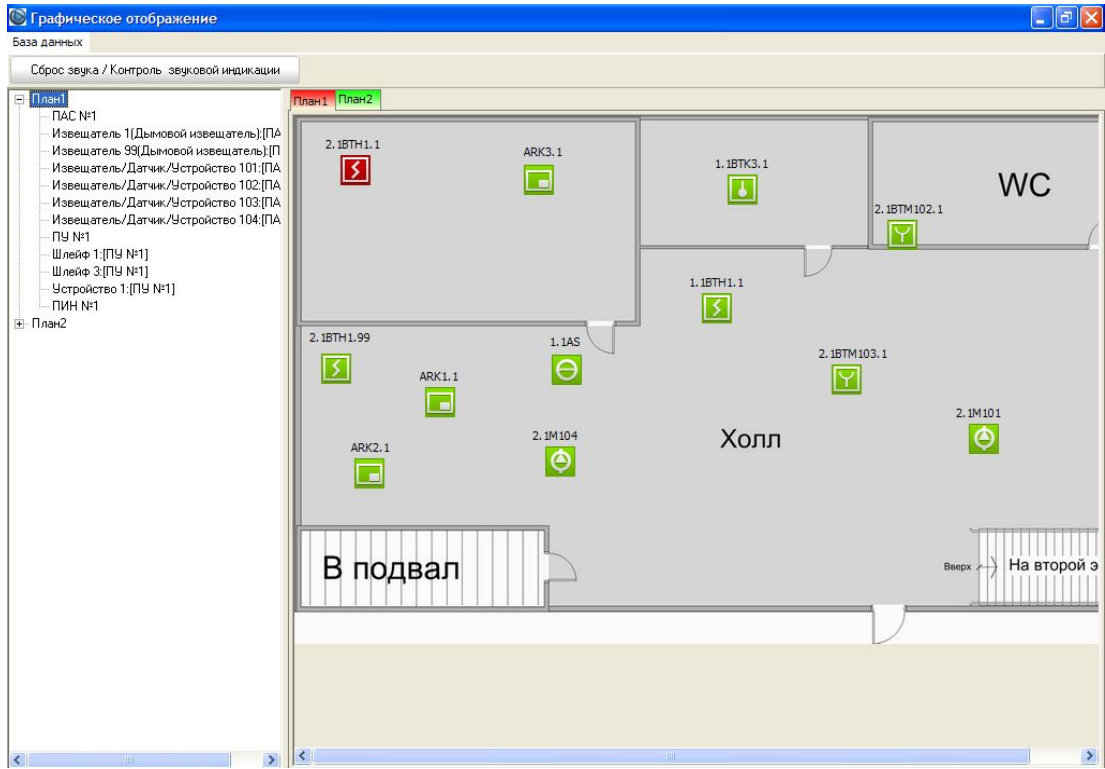 Графическое отображение
База данных
Сброс звука / Контроль звуковой индикации
План1
ПАС №1
Извещатель 1(Дымовой извещатель):[ПА
Извещатель 99(Дымовой извещатель):[П
Извещатель/Датчик/Устройство 101:[ПА
Извещатель/Датчик/Устройство 102:[ПА
Извещатель/Датчик/Устройство 103:[ПА
Извещатель/Датчик/Устройство 104:[ПА
ПУ №1
Шлейф 1:[ПУ №1]
Шлейф 3:[ПУ №1]
Устройство 1:[ПУ №1]
ПИН №1
План2
План1 План2
2.1BTH1.1
ARK3.1
1.1BTK3.1
WC
2.1BTM102.1
1.1BTH1.1
2.1BTH1.99
1.1AS
2.1BTM103.1
ARK1.1
2.1M101
2.1M104
Холл
ARK2.1
В подвал
Вверх
На второй э